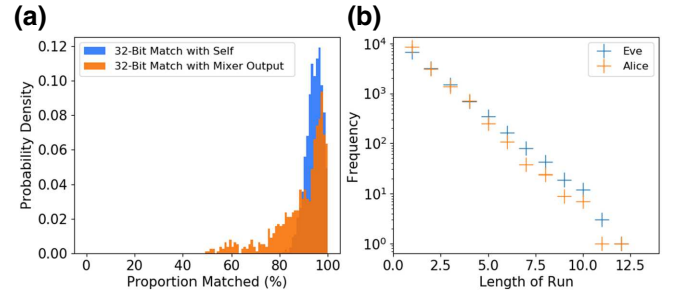 (a)
(b)
0.12
0.10
0.08
0.06
0.04
0.02
0.00
Probability Density
32-Bit Match with Self
32-Bit Match with Mixer Output
0 20 40 60 80 100
Proportion Matched (%)
10⁴
10³
10²
10¹
10⁰
Frequency
Eve
Alice
0.0 2.5 5.0 7.5 10.0 12.5
Length of Run